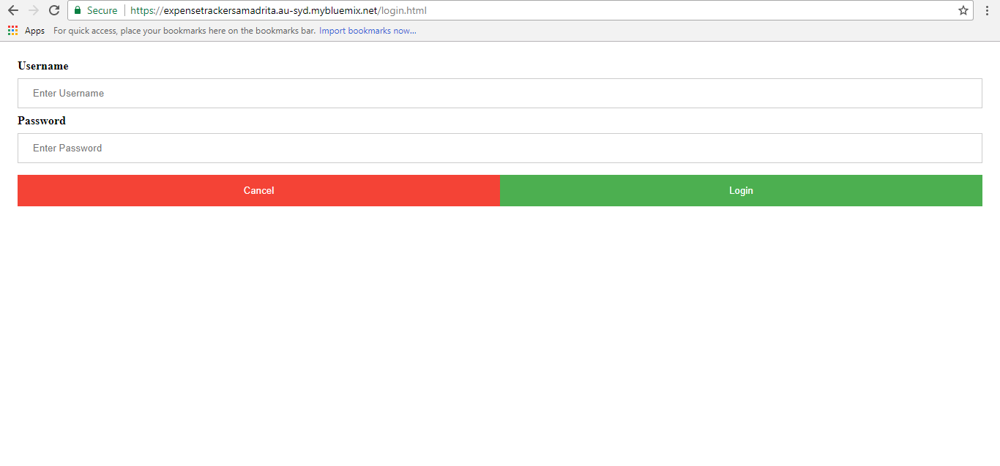 Secure https://expensetrackersamadrita.au-syd.mybluemix.net/login.html
Apps For quick access, place your bookmarks here on the bookmarks bar. Import bookmarks now...
Username
Enter Username
Password
Enter Password
Cancel Login